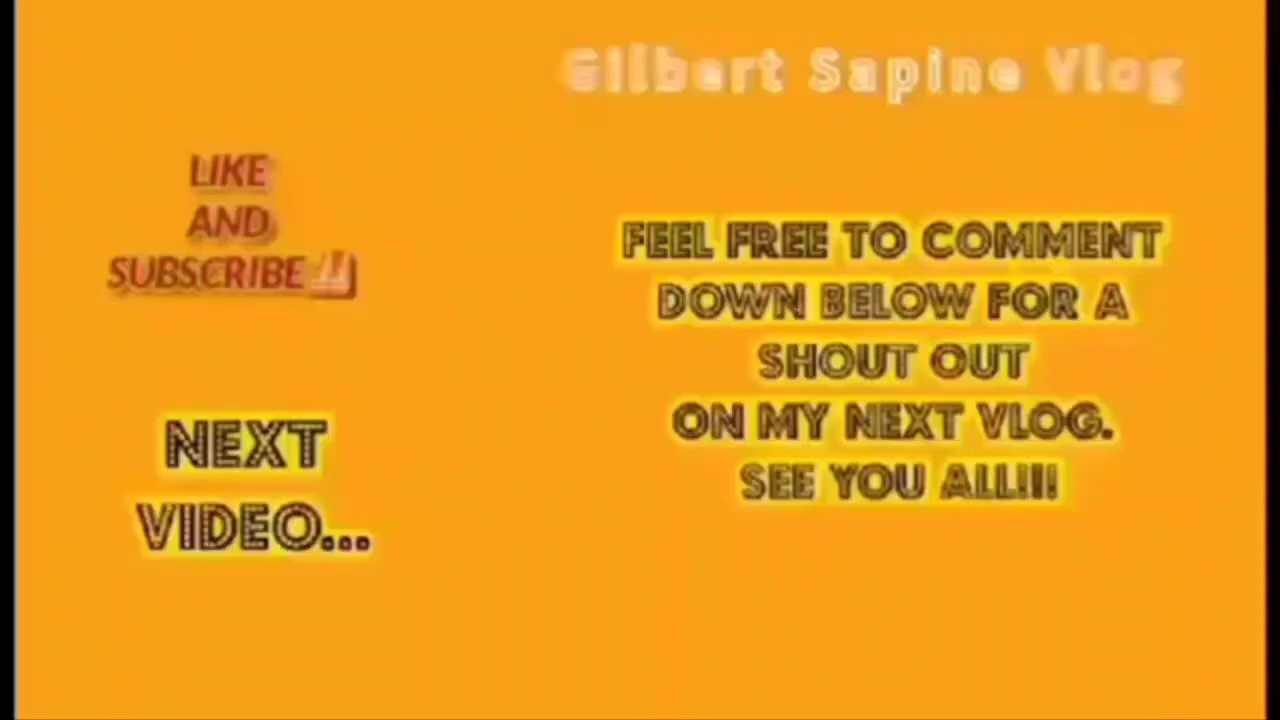 Gilbert Sapine Vlog
LIKE
AND
SUBSCRIBE
FEEL FREE TO COMMENT
DOWN BELOW FOR A
SHOUT OUT
ON MY NEXT VLOG.
SEE YOU ALL!!!
NEXT
VIDEO...